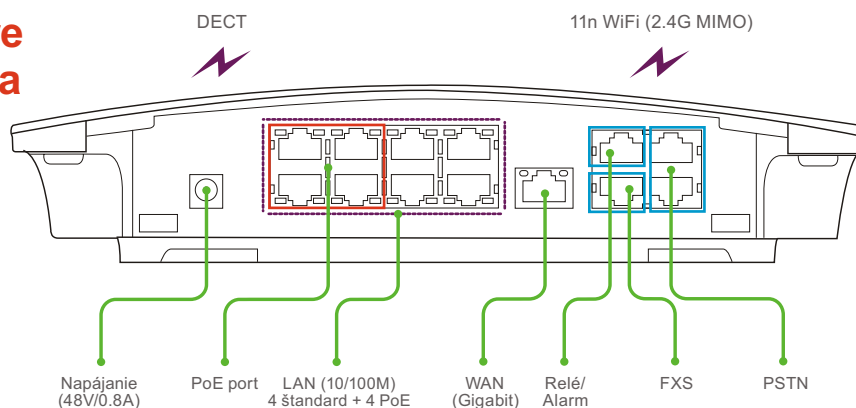 ve
a
DECT
11n WiFi (2.4G MIMO)
Napájanie
(48V/0.8A)
PoE port
LAN (10/100M)
4 štandard + 4 PoE
WAN
(Gigabit)
Relé/
Alarm
FXS
PSTN